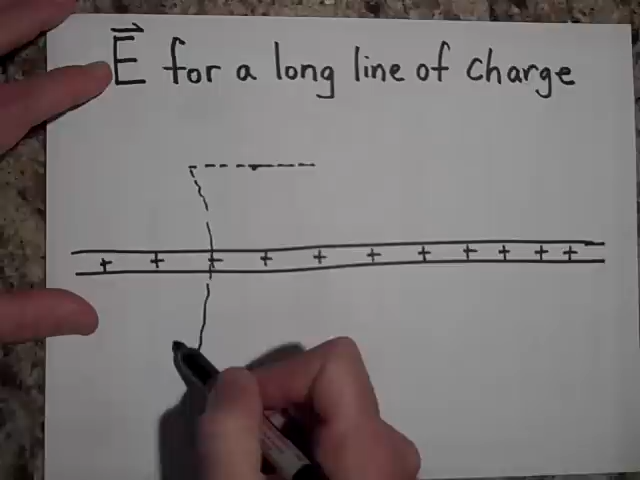 E for a long line of charge
+ + + + + + + + + + +